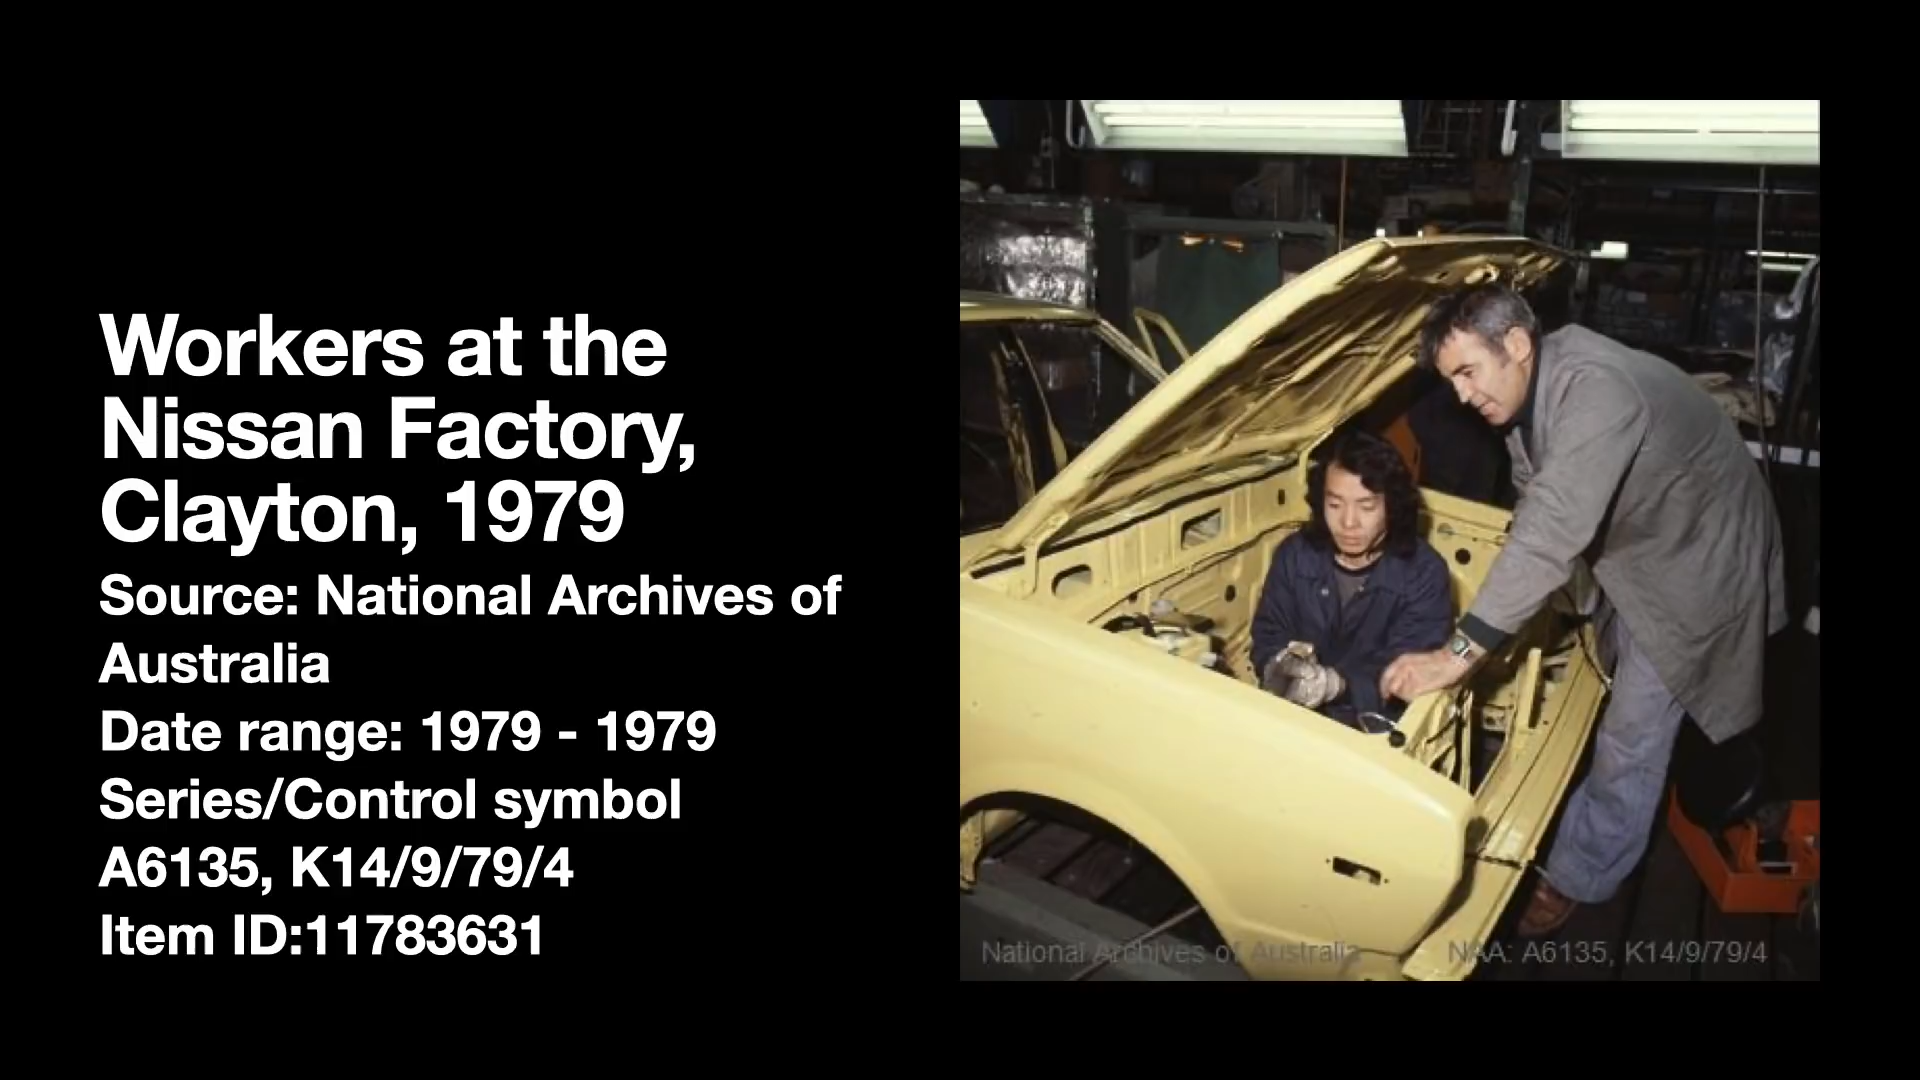 Workers at the
Nissan Factory,
Clayton, 1979
Source: National Archives of
Australia
Date range: 1979 - 1979
Series/Control symbol
A6135, K14/9/79/4
Item ID:11783631
National Archives of Australia
NAA: A6135, K14/9/79/4